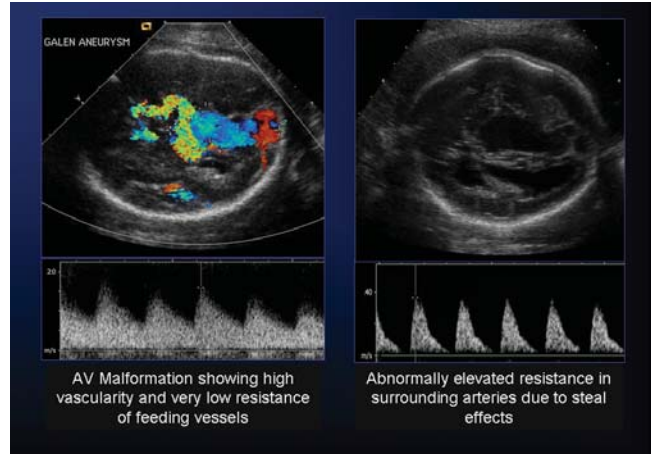 GALEN ANEURYSM
20
m/s
40
m/s
AV Malformation showing high
vascularity and very low resistance
of feeding vessels
Abnormally elevated resistance in
surrounding arteries due to steal
effects